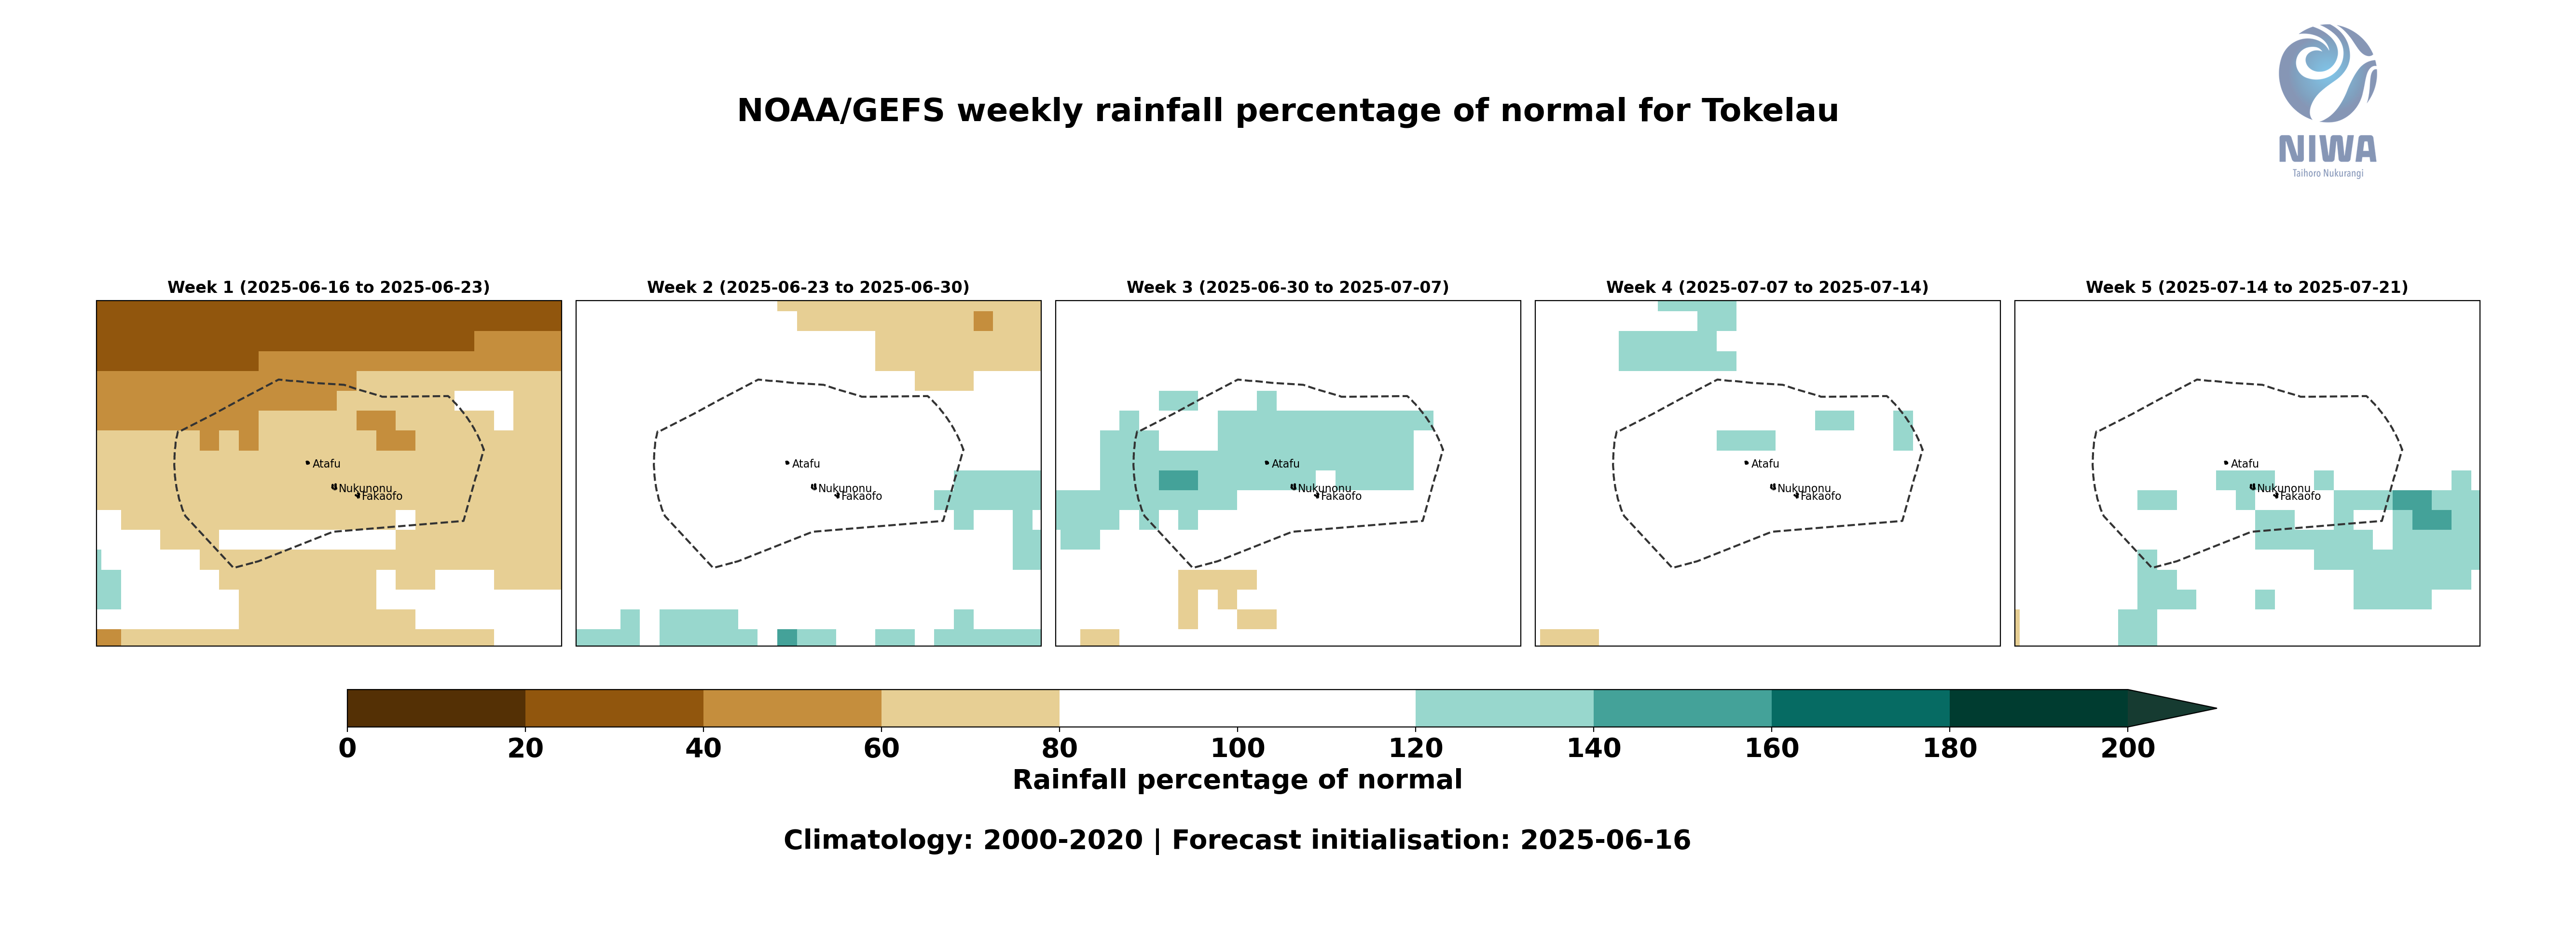 NOAA/GEFS weekly rainfall percentage of normal for Tokelau
NIWA
Taihoro Nukurangi
Week 1 (2025-06-16 to 2025-06-23)
Week 2 (2025-06-23 to 2025-06-30)
Week 3 (2025-06-30 to 2025-07-07)
Week 4 (2025-07-07 to 2025-07-14)
Week 5 (2025-07-14 to 2025-07-21)
Atafu
Nukunonu
Fakaofo
Atafu
Nukunonu
Fakaofo
Atafu
Nukunonu
Fakaofo
Atafu
Nukunonu
Fakaofo
Atafu
Nukunonu
Fakaofo
0 20 40 60 80 100 120 140 160 180 200
Rainfall percentage of normal
Climatology: 2000-2020 | Forecast initialisation: 2025-06-16